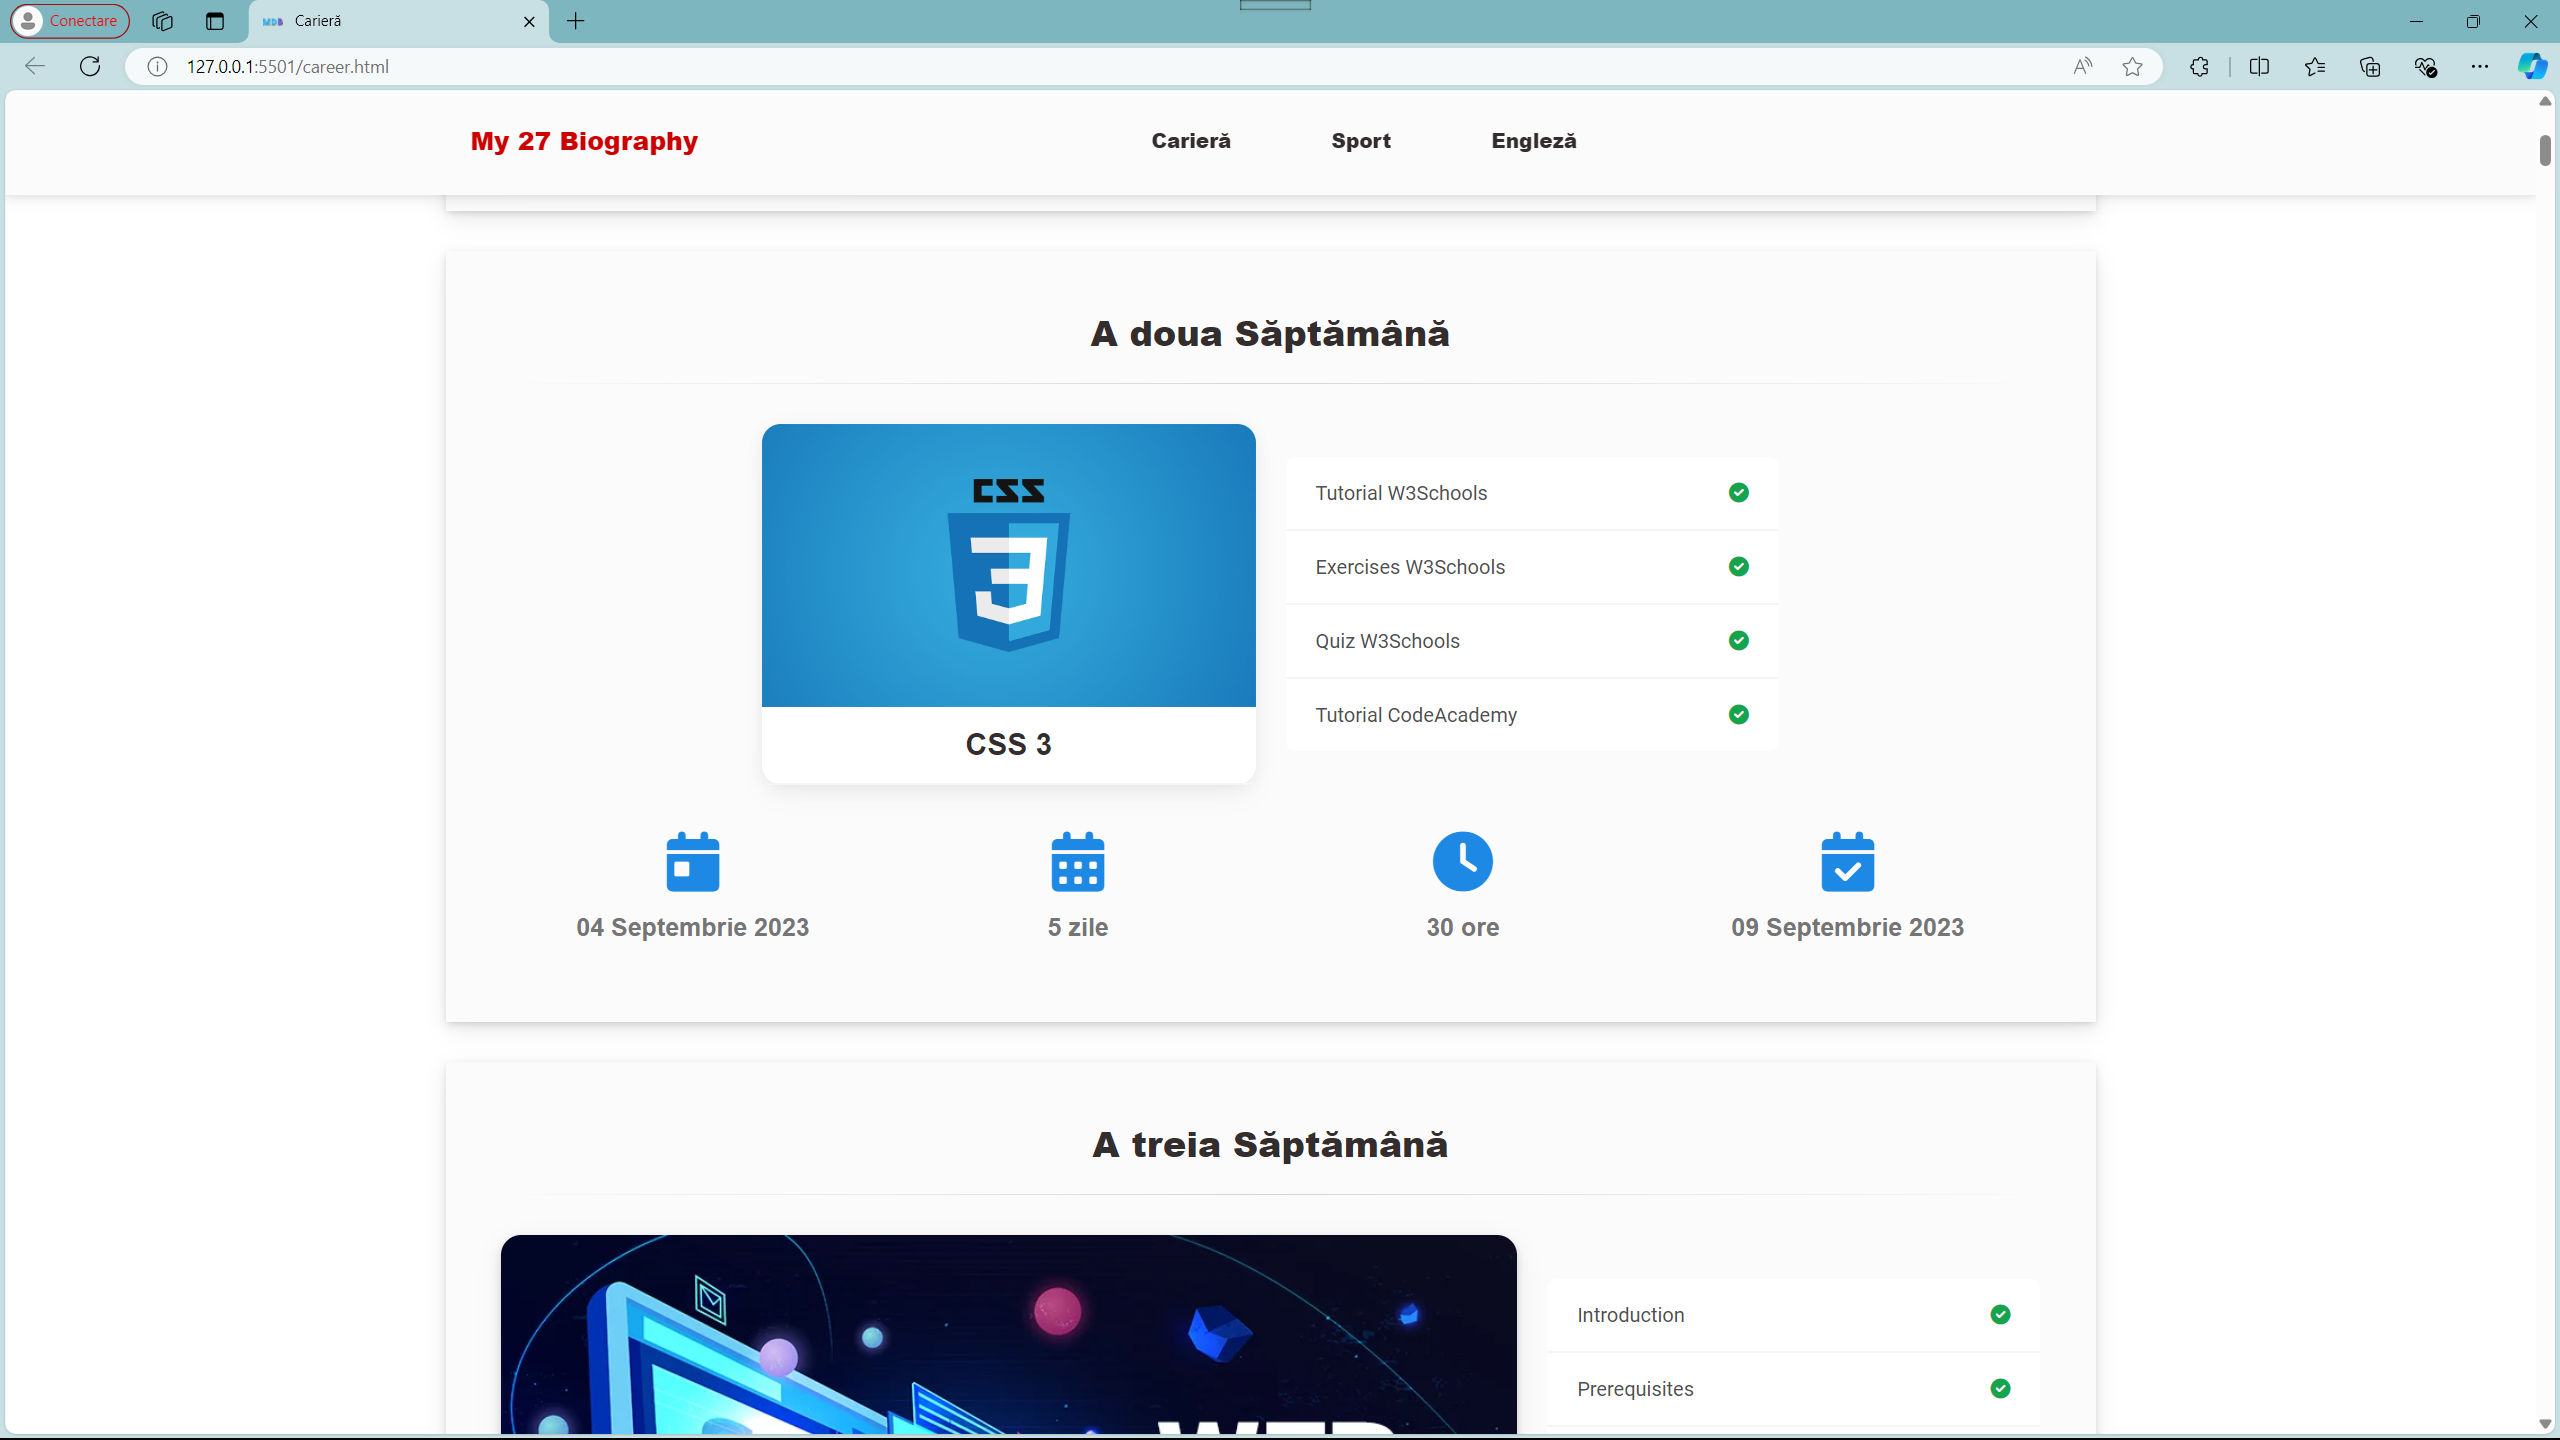 Conectare
MDB Carieră
127.0.0.1:5501/career.html
My 27 Biography
Carieră
Sport
Engleză
A doua Săptămână
CSS
CSS 3
Tutorial W3Schools
Exercises W3Schools
Quiz W3Schools
Tutorial CodeAcademy
04 Septembrie 2023
5 zile
30 ore
09 Septembrie 2023
A treia Săptămână
Introduction
Prerequisites